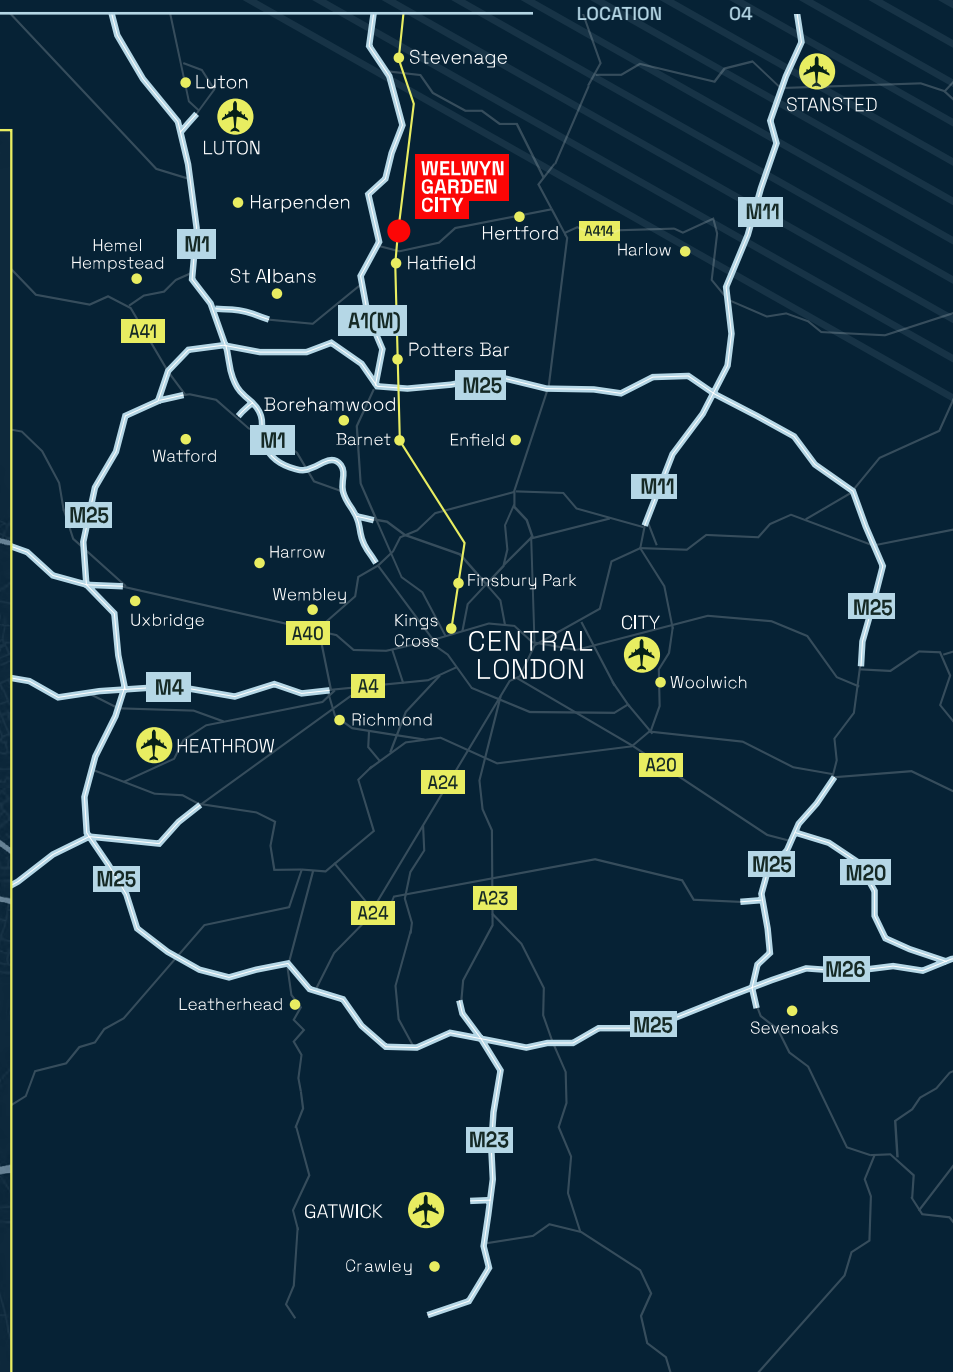 LOCATION 04
Stevenage
STANSTED
Luton
LUTON
WELWYN
GARDEN
CITY
Harpenden
M11
Hertford
A414
Harlow
M1
Hemel
Hempstead
Hatfield
St Albans
A1(M)
A41
Potters Bar
M25
Borehamwood
M1
Barnet
Enfield
Watford
M11
M25
Harrow
Finsbury Park
Wembley
M25
Uxbridge
A40
Kings
Cross
CENTRAL
LONDON
CITY
M4
A4
Woolwich
Richmond
HEATHROW
A24
A20
M25
M25
M20
A24
A23
M26
Leatherhead
M25
Sevenoaks
M23
GATWICK
Crawley